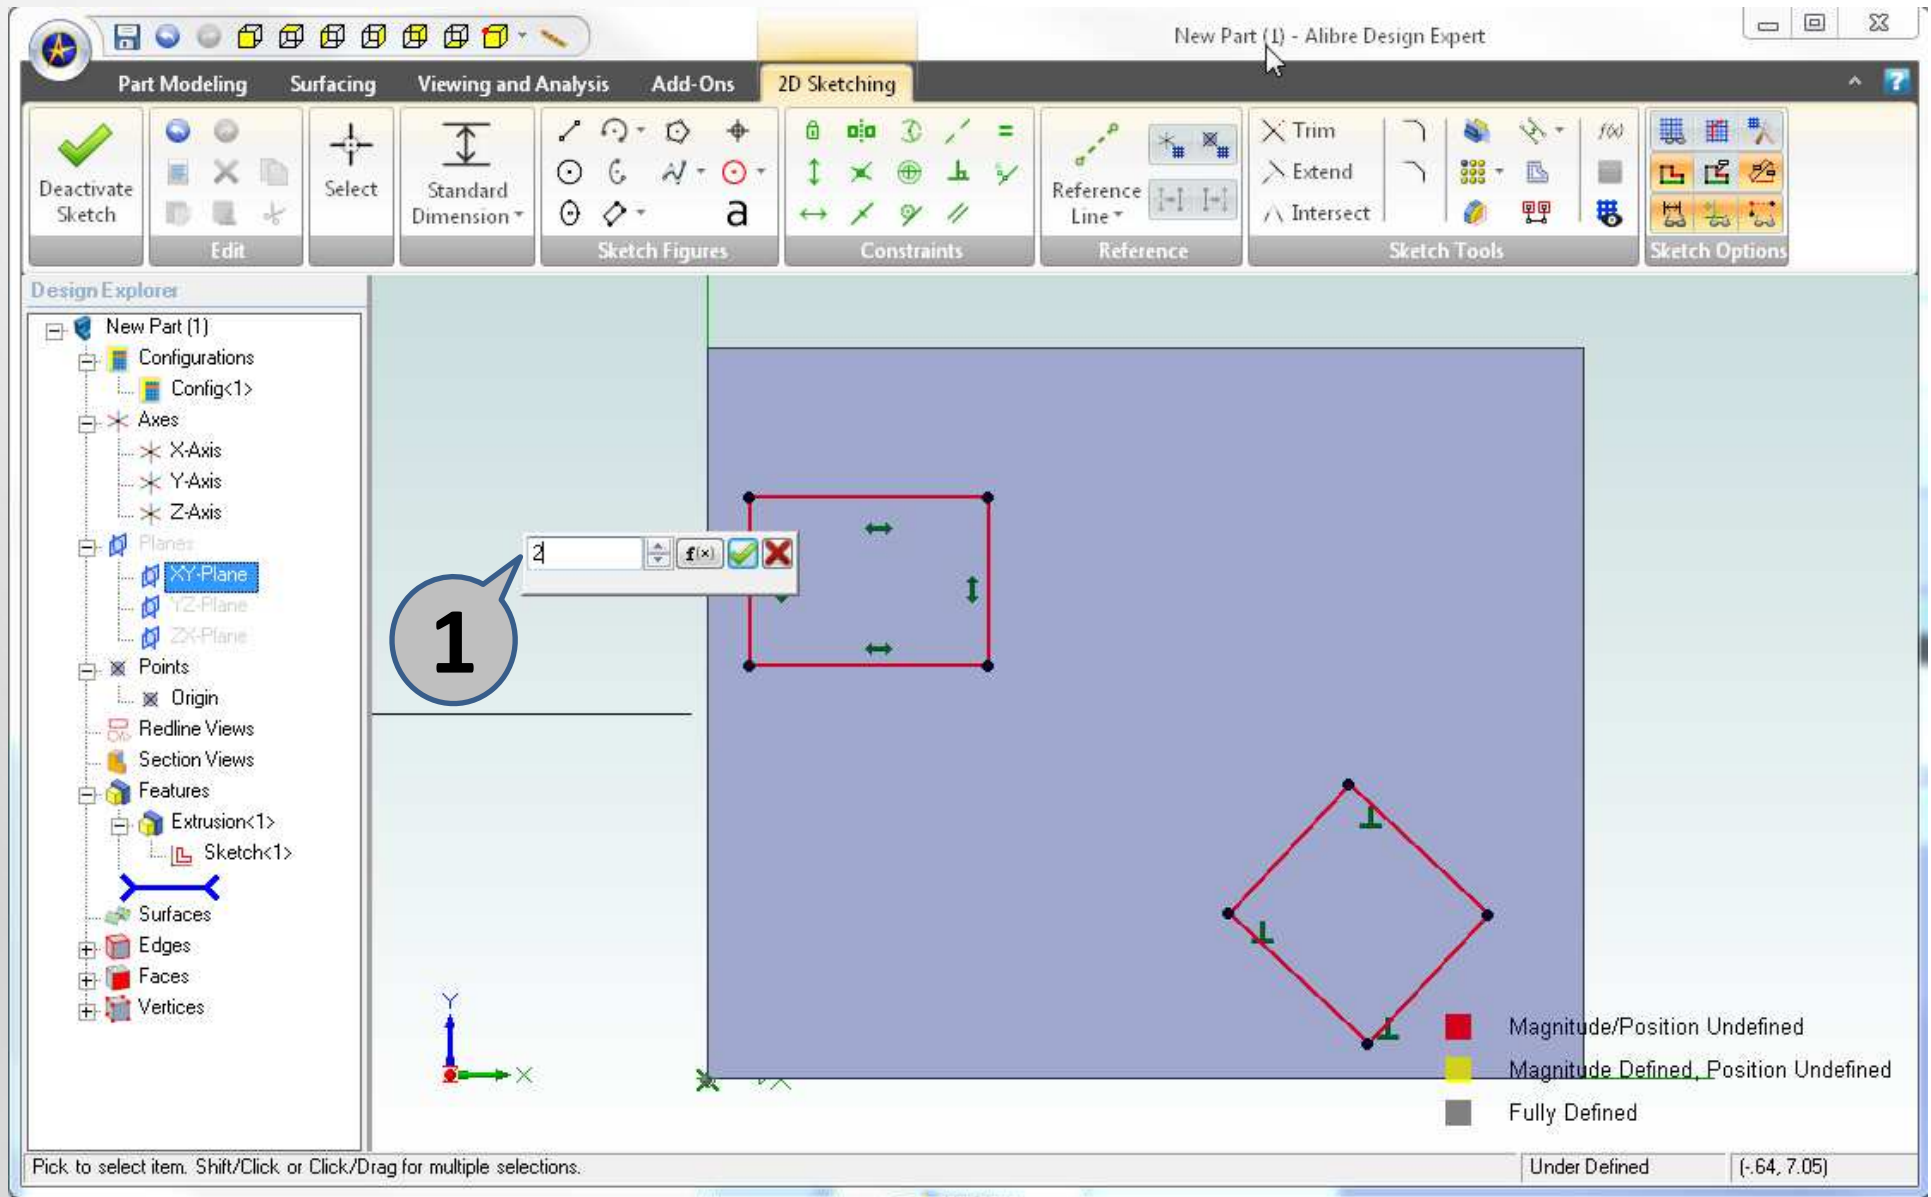 New Part (1) - Alibre Design Expert
Part Modeling Surfacing Viewing and Analysis Add-Ons 2D Sketching
Deactivate Sketch
Edit
Select
Standard Dimension
a
Sketch Figures
Constraints
Reference Line
Reference
Trim
Extend
Intersect
f(x)
Sketch Tools
Sketch Options
Design Explorer
New Part (1)
Configurations
Config<1>
Axes
X-Axis
Y-Axis
Z-Axis
Planes
XY-Plane
YZ-Plane
ZX-Plane
Points
Origin
Redline Views
Section Views
Features
Extrusion<1>
Sketch<1>
Surfaces
Edges
Faces
Vertices
2 f(x)
1
Y
X
Magnitude/Position Undefined
Magnitude Defined, Position Undefined
Fully Defined
Pick to select item. Shift/Click or Click/Drag for multiple selections.
Under Defined
(-.64, 7.05)